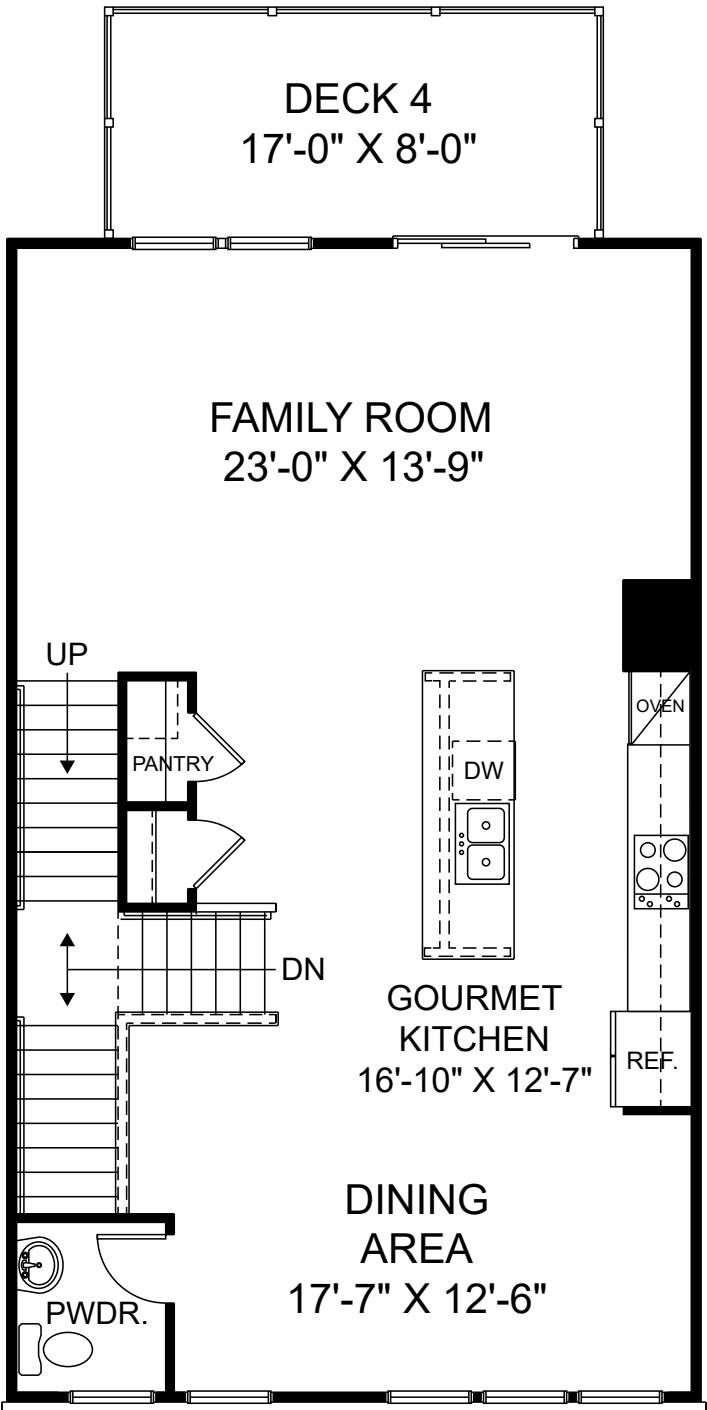 DECK 4
17'-0" X 8'-0"
FAMILY ROOM
23'-0" X 13'-9"
UP
PANTRY
OVEN
DW
DN
GOURMET
KITCHEN
16'-10" X 12'-7"
REF.
DINING
AREA
17'-7" X 12'-6"
PWDR.